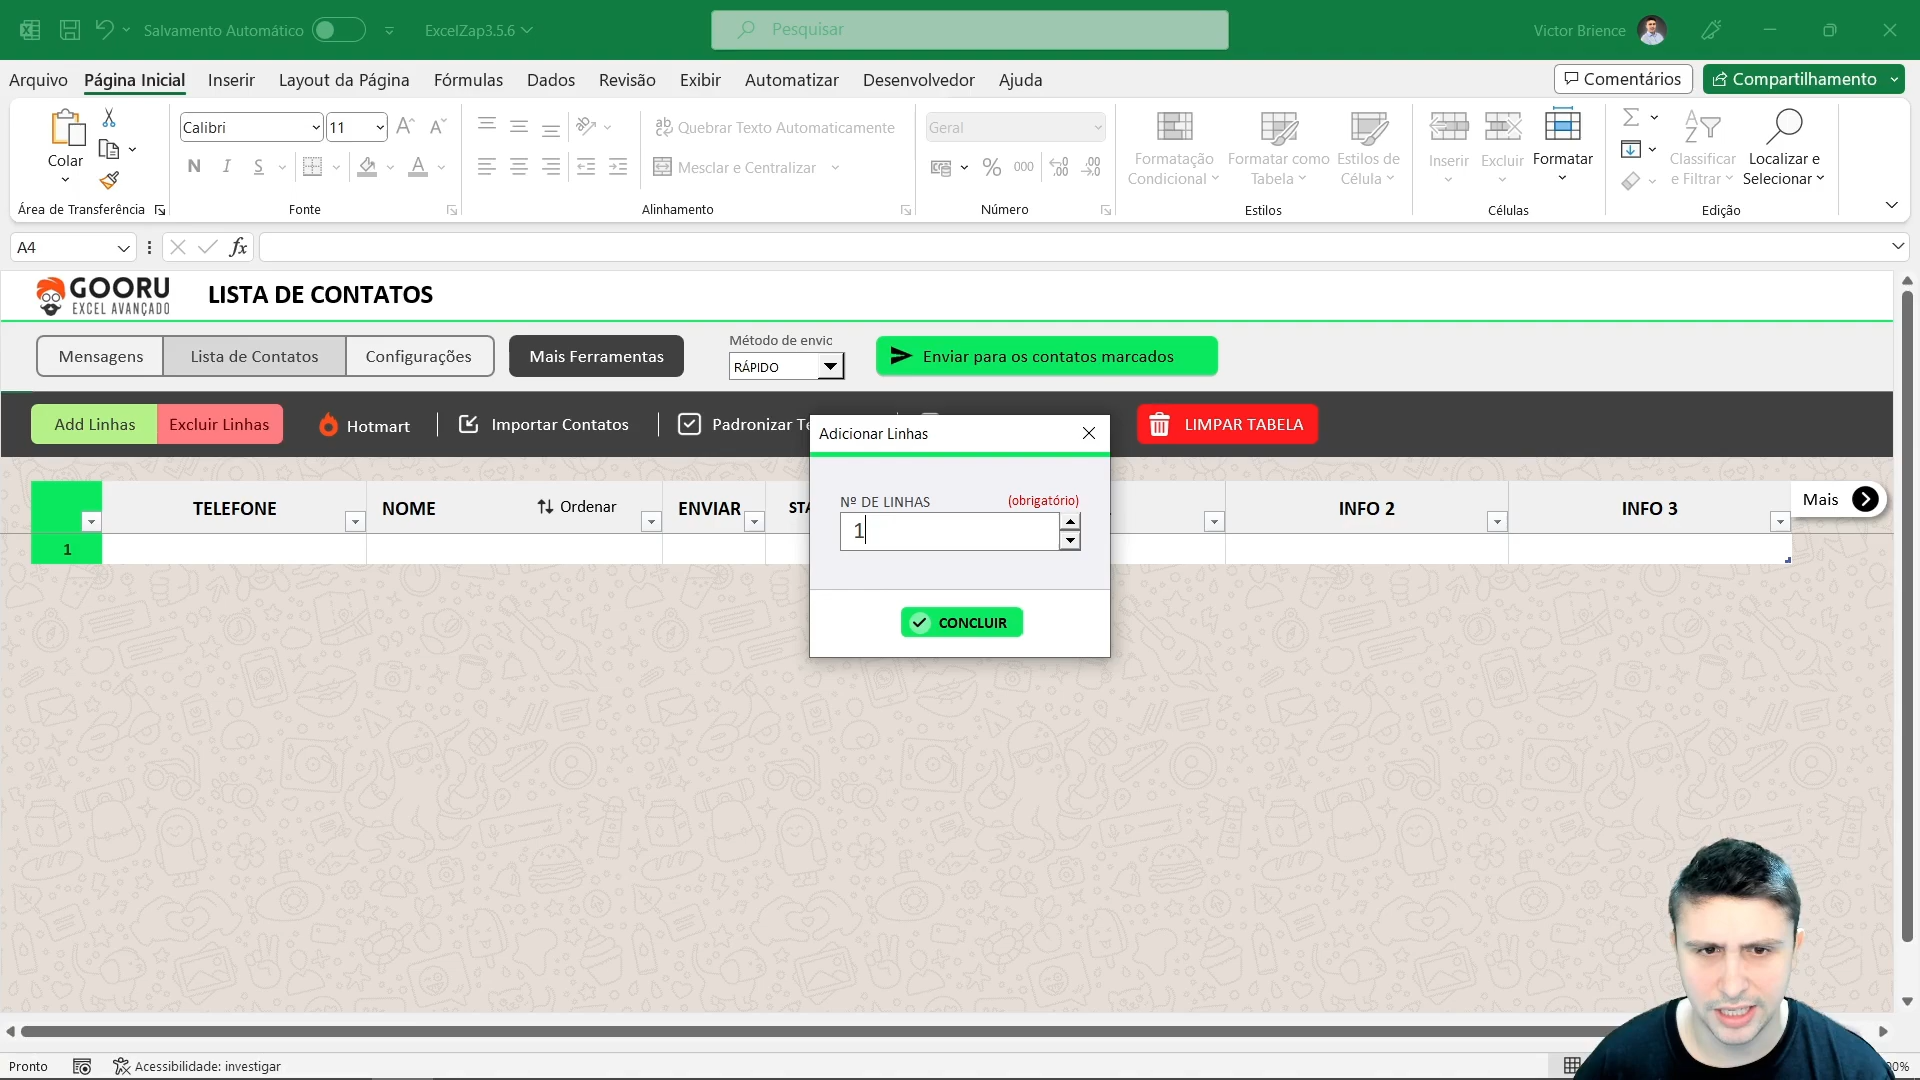 Salvamento Automático
ExcelZap3.5.6
Pesquisar
Victor Brience
Arquivo Página Inicial Inserir Layout da Página Fórmulas Dados Revisão Exibir Automatizar Desenvolvedor Ajuda
Comentários
Compartilhamento
Colar
Área de Transferência
Calibri
11
N I S
Fonte
Quebrar Texto Automaticamente
Mesclar e Centralizar
Alinhamento
Geral
% 000
Número
Formatação Condicional
Formatar como Tabela
Estilos de Célula
Estilos
Inserir
Excluir
Formatar
Células
Classificar e Filtrar
Localizar e Selecionar
Edição
A4
fx
GOORU
EXCEL AVANÇADO
LISTA DE CONTATOS
Mensagens
Lista de Contatos
Configurações
Mais Ferramentas
Método de envio
RÁPIDO
Enviar para os contatos marcados
Add Linhas
Excluir Linhas
Hotmart
Importar Contatos
Padronizar Te
LIMPAR TABELA
Adicionar Linhas
Nº DE LINHAS
(obrigatório)
1
CONCLUIR
TELEFONE
NOME
Ordenar
ENVIAR
STA
INFO 2
INFO 3
Mais
1
Pronto
Acessibilidade: investigar